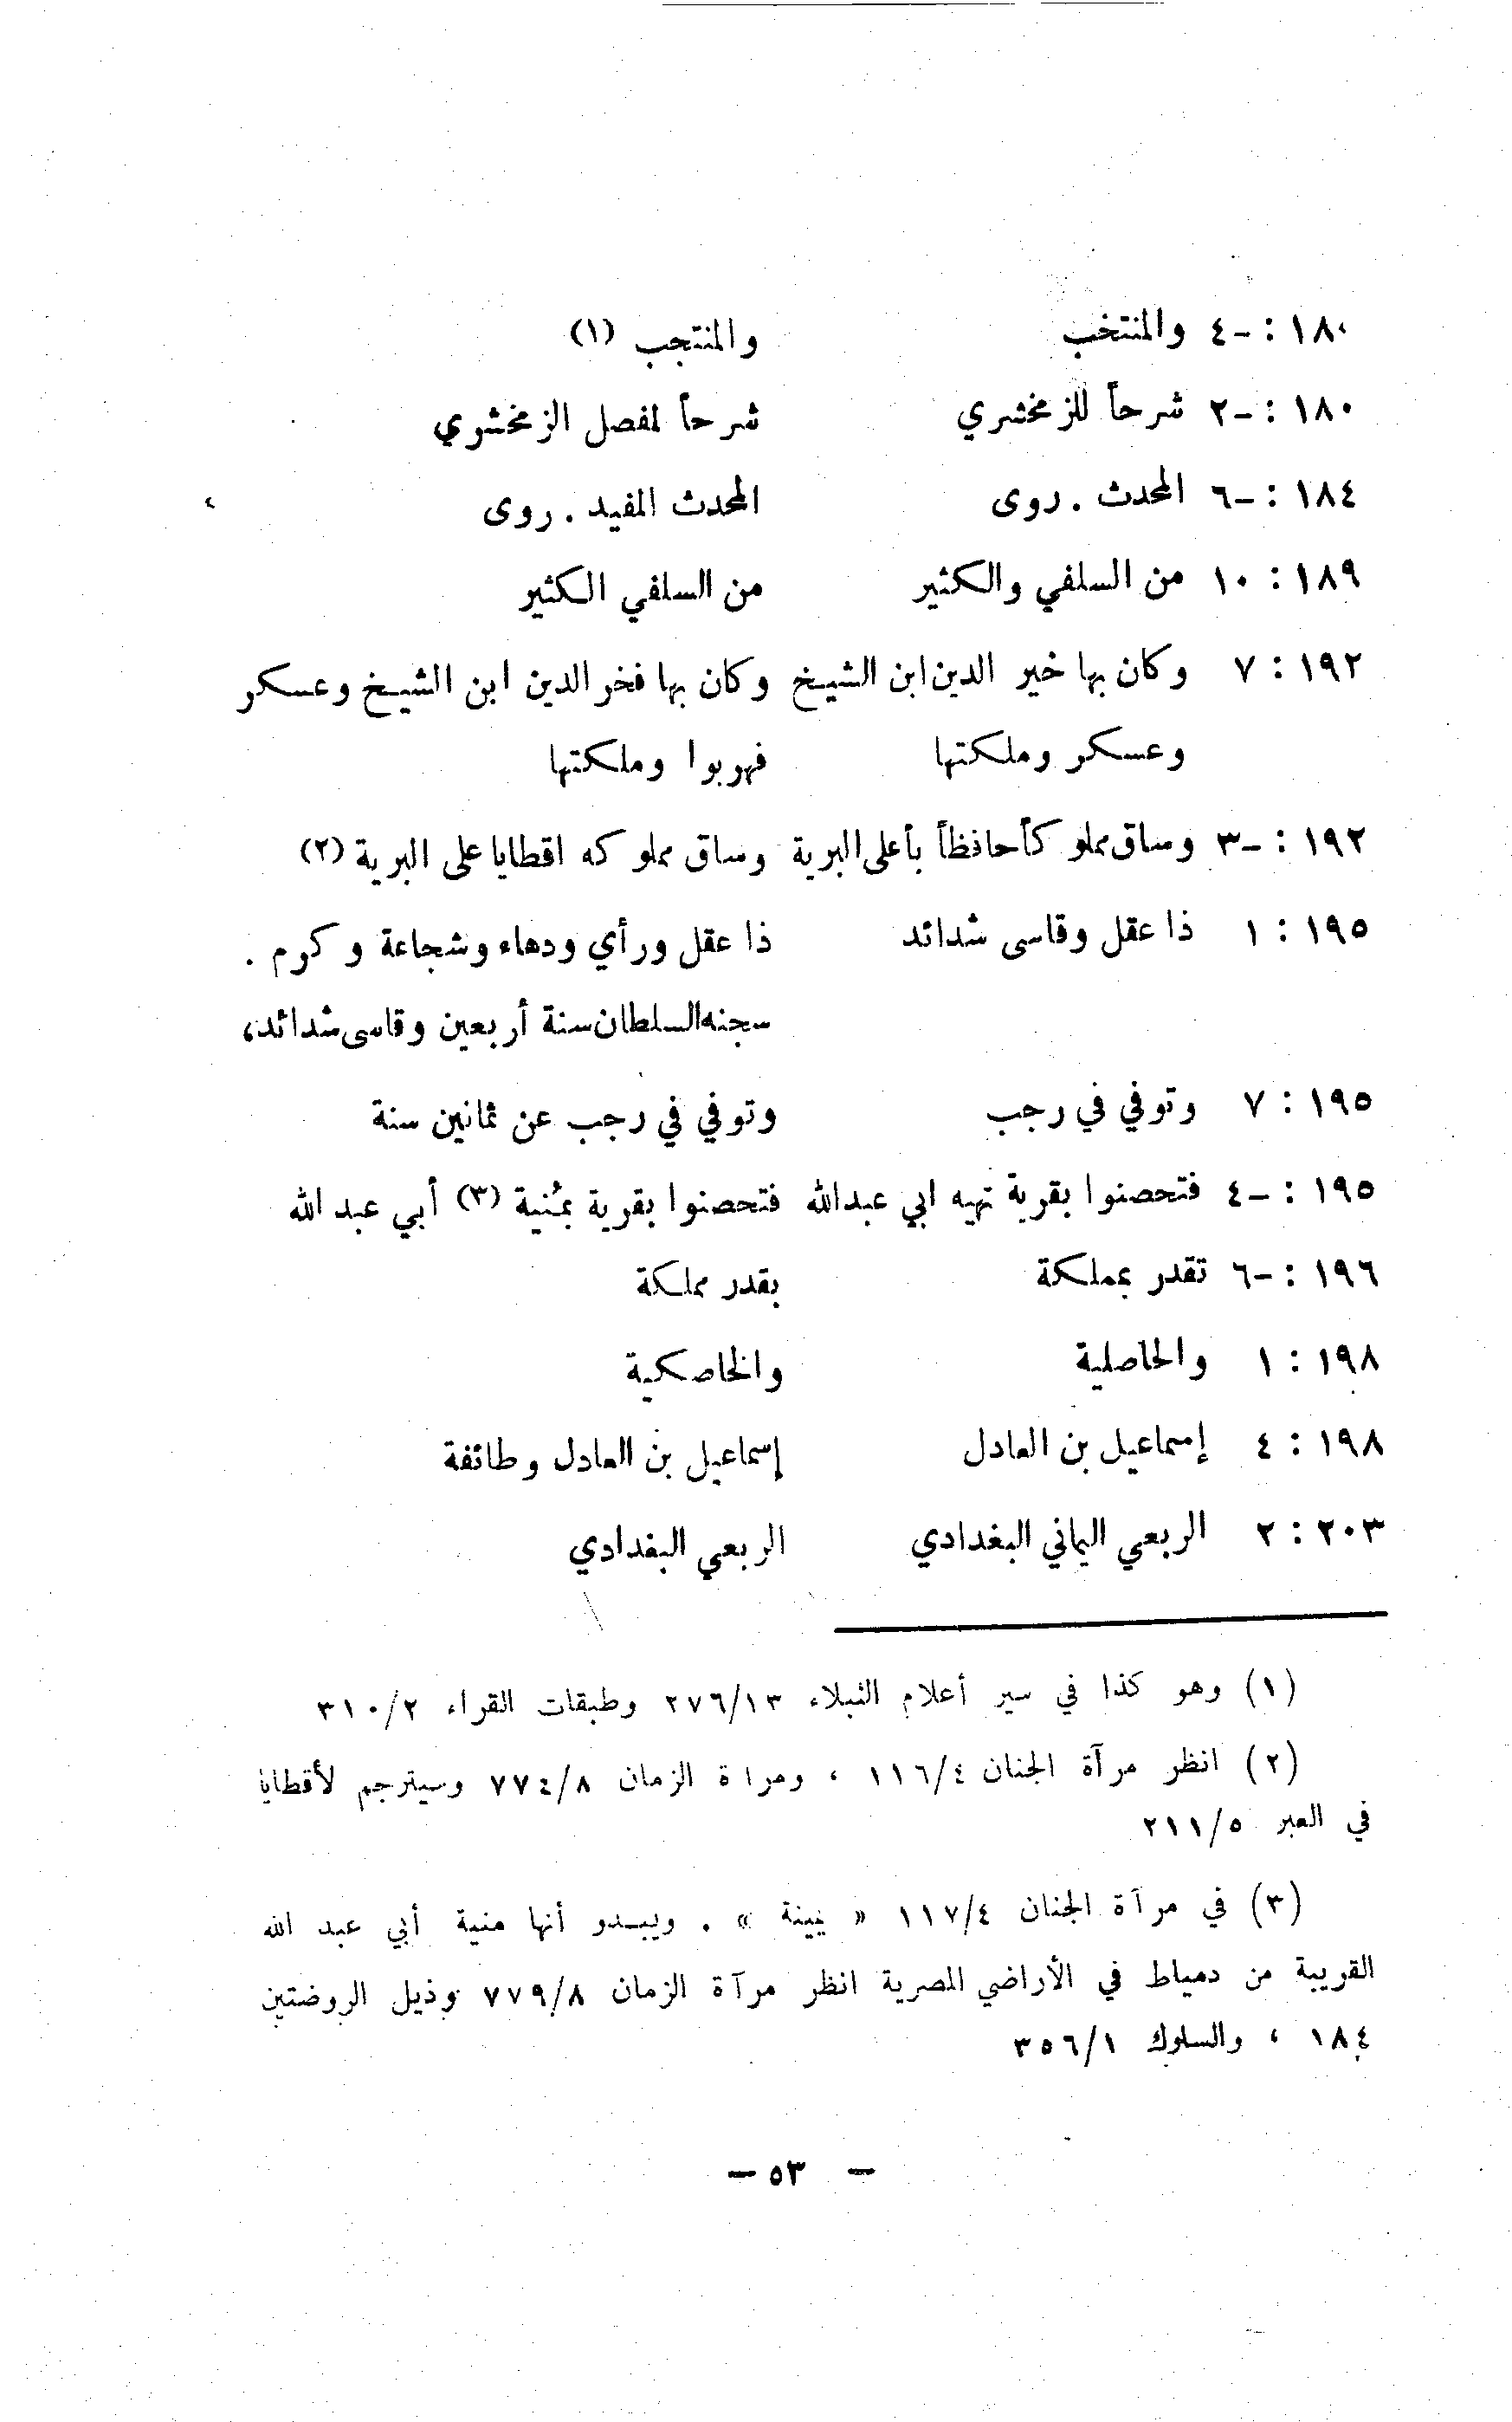 ١٨٠ : -٤ والمنتخب والمنتجب (١)
١٨٠ : -٢ شرحاً للزمخشري شرحاً لمفصل الزمخشري
١٨٤ : -٦ المحدث . روى المحدث المفيد . روى
١٨٩ : ١٠ من السلفي والكثير من السلفي الكثير
١٩٢ : ٧ وكان بها خير الدين ابن الشيخ وكان بها فخر الدين ابن الشيخ وعسكر
وعسكر وملكتها فهربوا وملكتها
١٩٢ : -٣ وساق مملوكأ حافظاً بأعلى البرية وساق مملوكه اقطايا على البرية (٢)
١٩٥ : ١ ذا عقل وقاسى شدائد ذا عقل ورأي ودهاء وشجاعة وكرم .
سجنه السلطان سنة أربعين وقاسى شدائد،
١٩٥ : ٧ وتوفي في رجب وتوفي في رجب عن ثمانين سنة
١٩٥ : -٤ فتحصنوا بقرية نهيه ابي عبدالله فتحصنوا بقرية بمُنية (٣) أبي عبد الله
١٩٦ : -٦ تقدر بمملكة بقدر مملكة
١٩٨ : ١ والحاصلية والخاصكية
١٩٨ : ٤ إسماعيل بن العادل إسماعيل بن العادل وطائفة
٢٠٣ : ٢ الربعي اليماني البغدادي الربعي البغدادي
(١) وهو كذا في سير أعلام النبلاء ٢٧٦/١٣ وطبقات القراء ٣١٠/٢
(٢) انظر مرآة الجنان ١١٦/٤ ، ومراة الزمان ٧٧٤/٨ وسيترجم لأقطايا
في العبر ٢١١/٥
(٣) في مرآة الجنان ١١٧/٤ « نيينة » . ويبدو أنها منية أبي عبد الله
القريبة من دمياط في الأراضي المصرية انظر مرآة الزمان ٧٧٩/٨ وذيل الروضتين
١٨٤ ، والسلوك ٣٥٦/١
— ٥٣ —